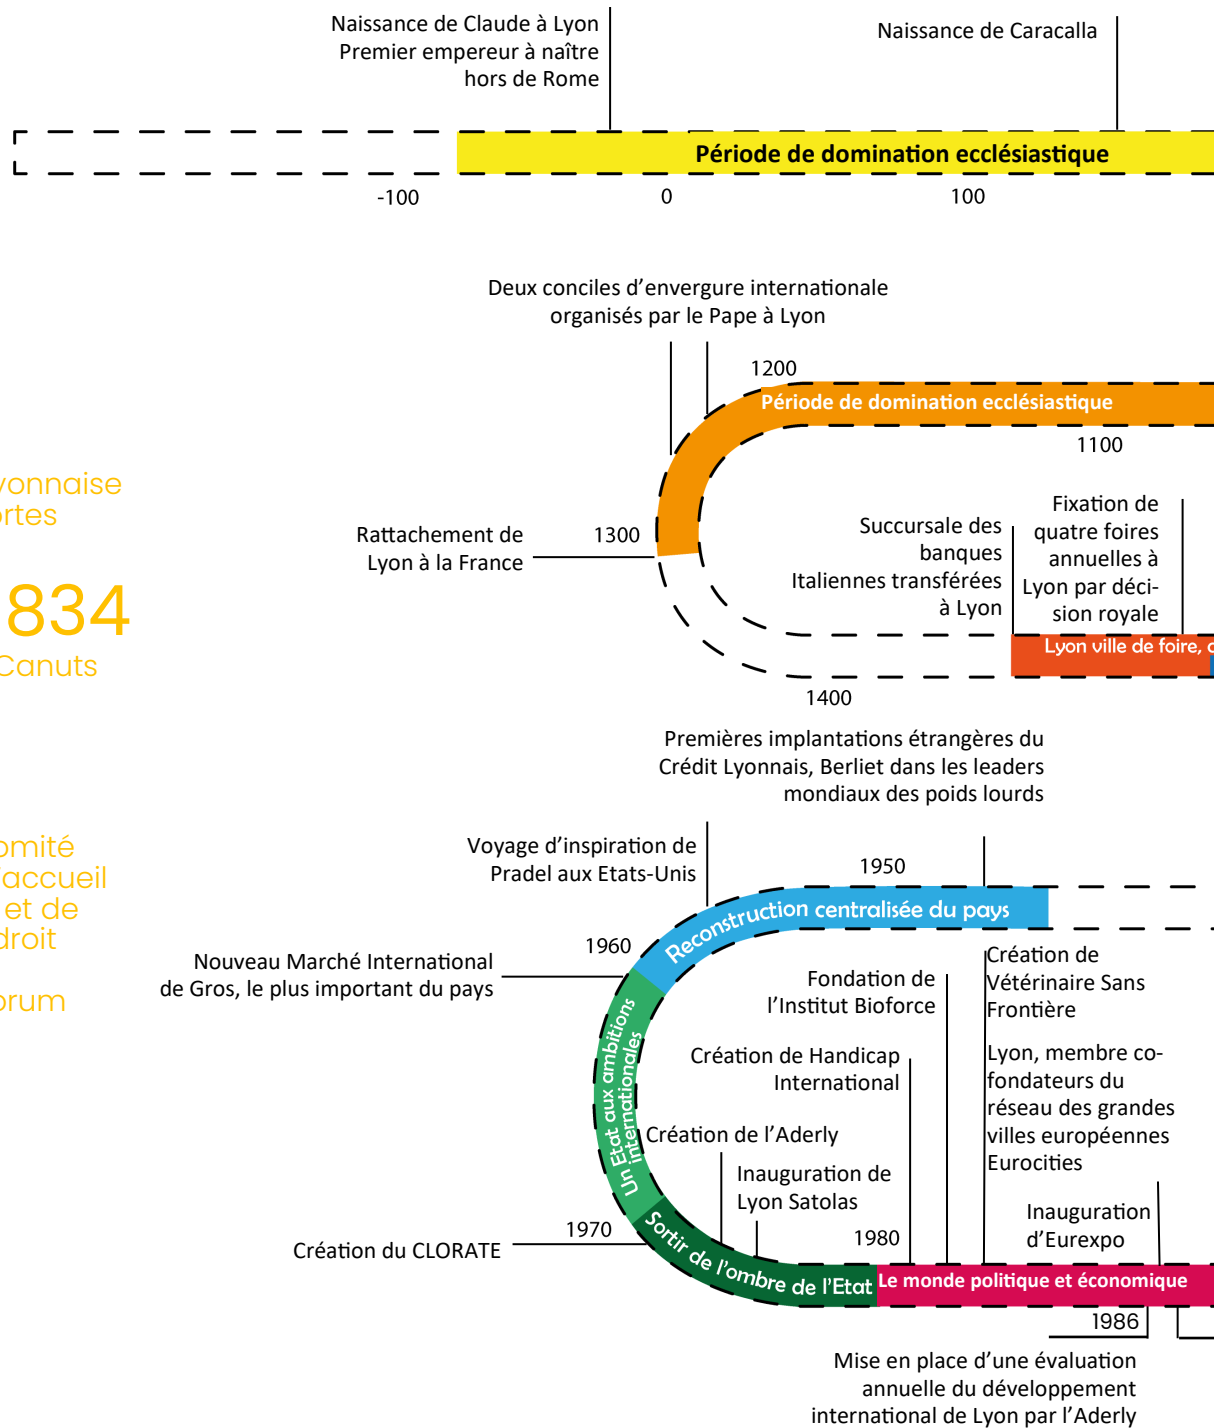 Naissance de Claude à Lyon
Premier empereur à naître
hors de Rome
Naissance de Caracalla
Période de domination ecclésiastique
-100
0
100
Deux conciles d’envergure internationale
organisés par le Pape à Lyon
1200
Période de domination ecclésiastique
1100
yonnaise
ortes
834
Canuts
Rattachement de
Lyon à la France
1300
Succursale des
banques
Italiennes transférées
à Lyon
Fixation de
quatre foires
annuelles à
Lyon par déci-
sion royale
Lyon ville de foire,
1400
Premières implantations étrangères du
Crédit Lyonnais, Berliet dans les leaders
mondiaux des poids lourds
Voyage d’inspiration de
Pradel aux Etats-Unis
1950
Reconstruction centralisée du pays
omité
’accueil
et de
droit
orum
1960
Nouveau Marché International
de Gros, le plus important du pays
Un Etat aux ambitions
internationales
Fondation de
l’Institut Bioforce
Création de
Vétérinaire Sans
Frontière
Création de Handicap
International
Lyon, membre co-
fondateurs du
réseau des grandes
villes européennes
Eurocities
Création de l’Aderly
Inauguration de
Lyon Satolas
Inauguration
d’Eurexpo
1970
Création du CLORATE
Sortir de l’ombre de l’Etat
1980
Le monde politique et économique
1986
Mise en place d’une évaluation
annuelle du développement
international de Lyon par l’Aderly